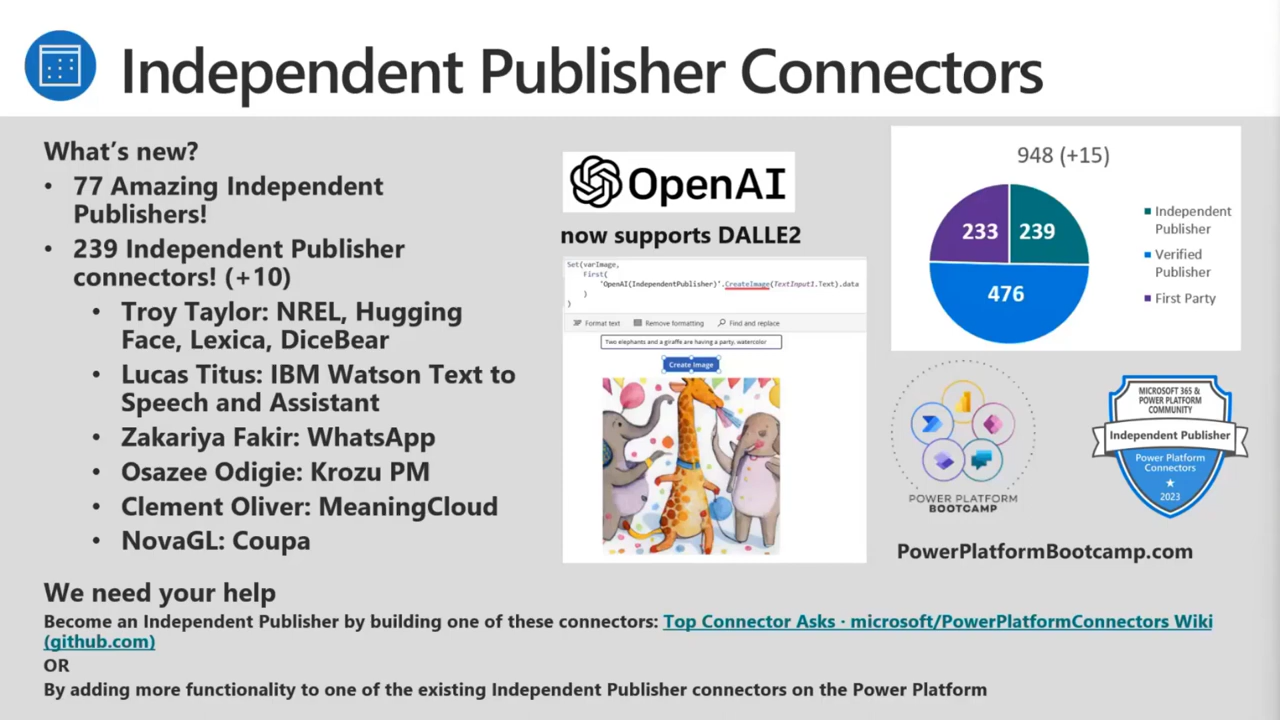 Independent Publisher Connectors
What's new?
• 77 Amazing Independent
Publishers!
• 239 Independent Publisher
connectors! (+10)
• Troy Taylor: NREL, Hugging
Face, Lexica, DiceBear
• Lucas Titus: IBM Watson Text to
Speech and Assistant
• Zakariya Fakir: WhatsApp
• Osazee Odigie: Krozu PM
• Clement Oliver: MeaningCloud
• NovaGL: Coupa
OpenAI
now supports DALLE2
Set(varImage,
First(
'OpenAI(IndependentPublisher)'.CreateImage(TextInput1.Text).data
)
)
Format text Remove formatting Find and replace
Two elephants and a giraffe are having a party, watercolor
Create Image
948 (+15)
233
239
476
Independent
Publisher
Verified
Publisher
First Party
POWER PLATFORM
BOOTCAMP
MICROSOFT 365 &
POWER PLATFORM
COMMUNITY
Independent Publisher
Power Platform
Connectors
2023
PowerPlatformBootcamp.com
We need your help
Become an Independent Publisher by building one of these connectors: Top Connector Asks · microsoft/PowerPlatformConnectors Wiki
(github.com)
OR
By adding more functionality to one of the existing Independent Publisher connectors on the Power Platform